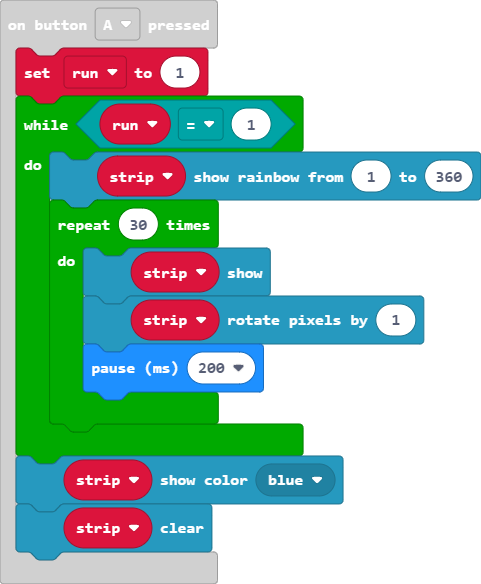 on button A pressed
set run to 1
while run = 1
do strip show rainbow from 1 to 360
repeat 30 times
do strip show
strip rotate pixels by 1
pause (ms) 200
strip show color blue
strip clear